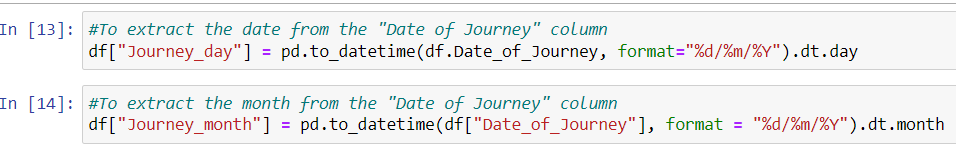 In [13]: #To extract the date from the "Date of Journey" column
df["Journey_day"] = pd.to_datetime(df.Date_of_Journey, format="%d/%m/%Y").dt.day
In [14]: #To extract the month from the "Date of Journey" column
df["Journey_month"] = pd.to_datetime(df["Date_of_Journey"], format = "%d/%m/%Y").dt.month